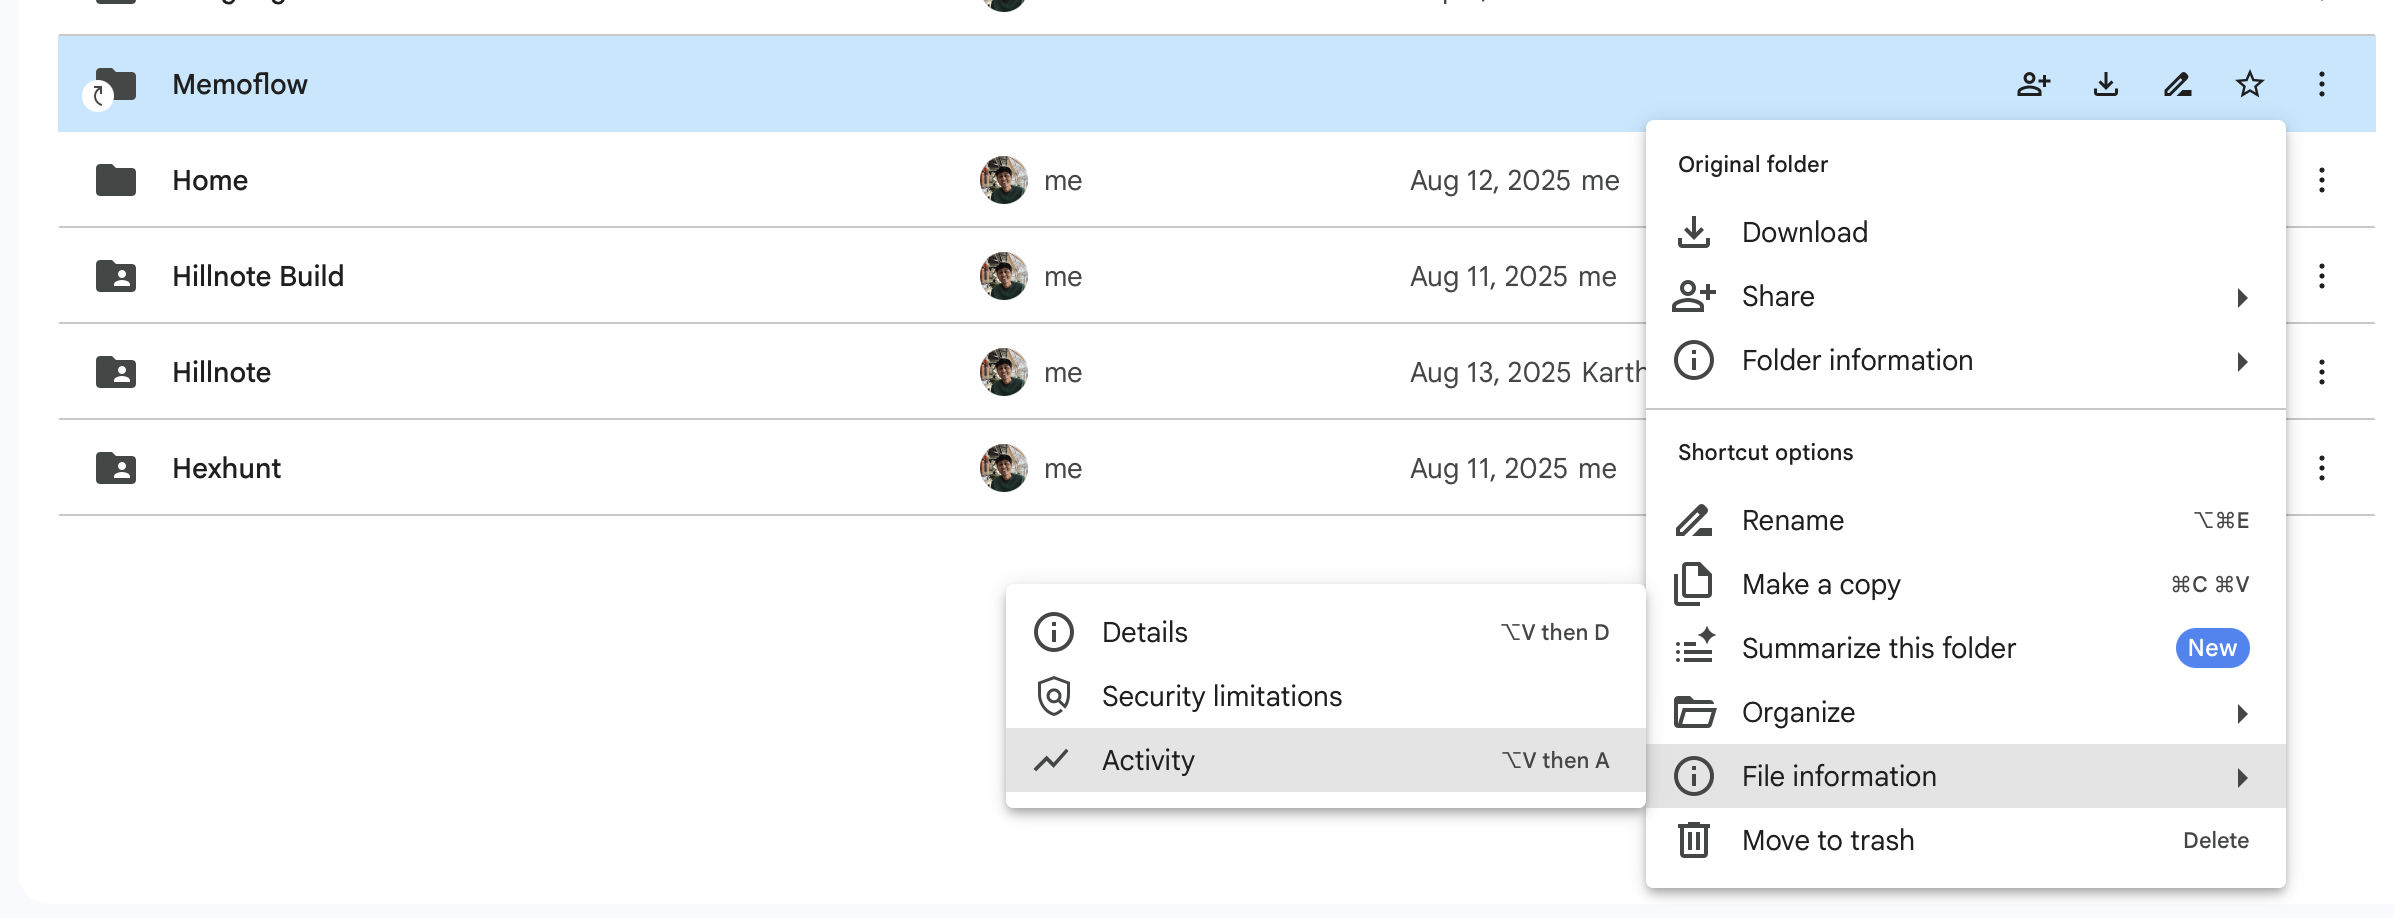 Memoflow
Home me Aug 12, 2025 me
Hillnote Build me Aug 11, 2025 me
Hillnote me Aug 13, 2025 Karth
Hexhunt me Aug 11, 2025 me
Original folder
Download
Share
Folder information
Shortcut options
Rename ⌥⌘E
Make a copy ⌘C ⌘V
Summarize this folder New
Organize
File information
Move to trash Delete
Details ⌥V then D
Security limitations
Activity ⌥V then A